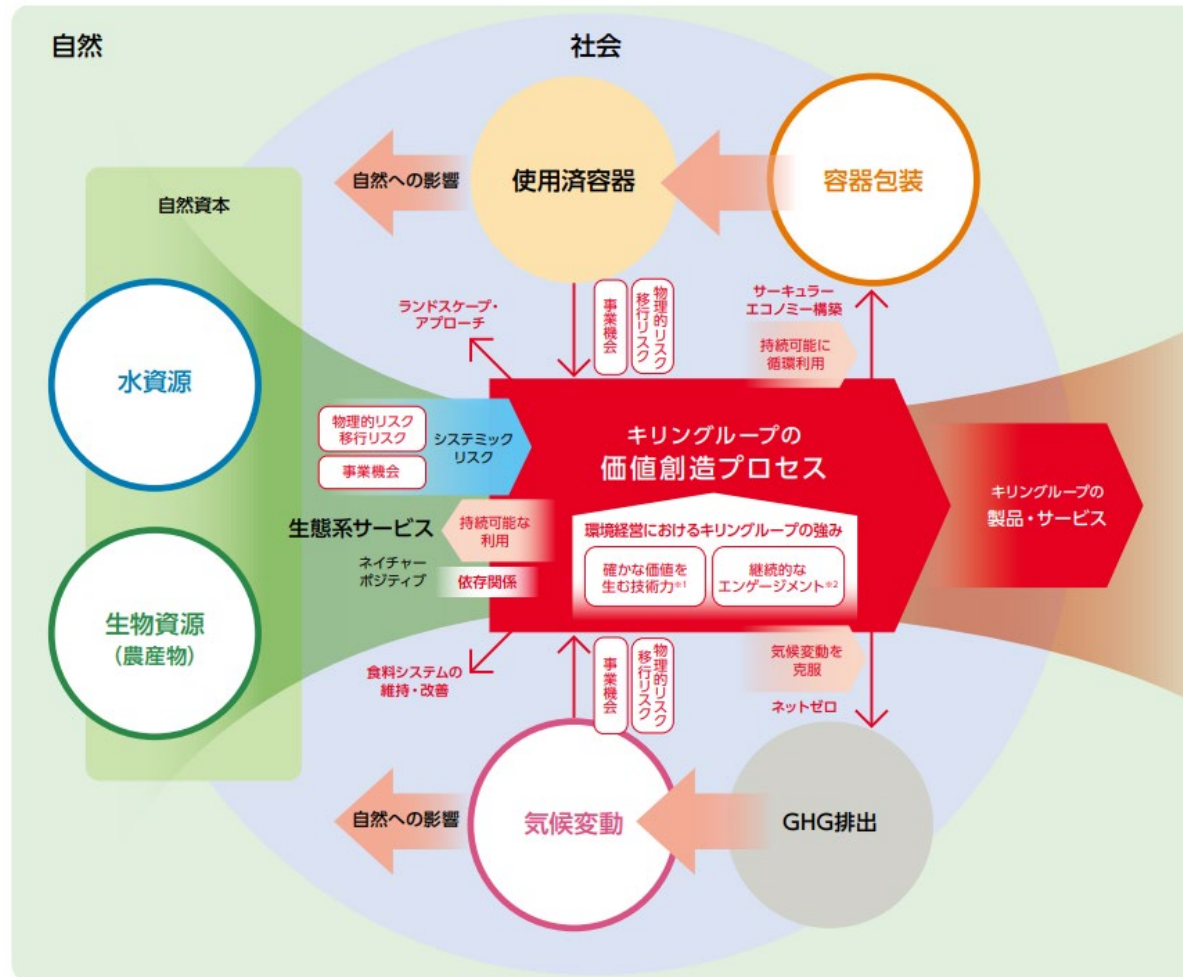 自然
社会
使用済容器
容器包装
自然への影響
自然資本
ランドスケープ・
アプローチ
事業機会
物理的リスク
移行リスク
サーキュラー
エコノミー構築
持続可能に
循環利用
水資源
物理的リスク
移行リスク
事業機会
システミック
リスク
キリングループの
価値創造プロセス
キリングループの
製品・サービス
生態系サービス
持続可能な
利用
ネイチャー
ポジティブ
依存関係
環境経営におけるキリングループの強み
確かな価値を
生む技術力※1
継続的な
エンゲージメント※2
生物資源
(農産物)
食料システムの
維持・改善
事業機会
物理的リスク
移行リスク
気候変動を
克服
ネットゼロ
自然への影響
気候変動
GHG排出